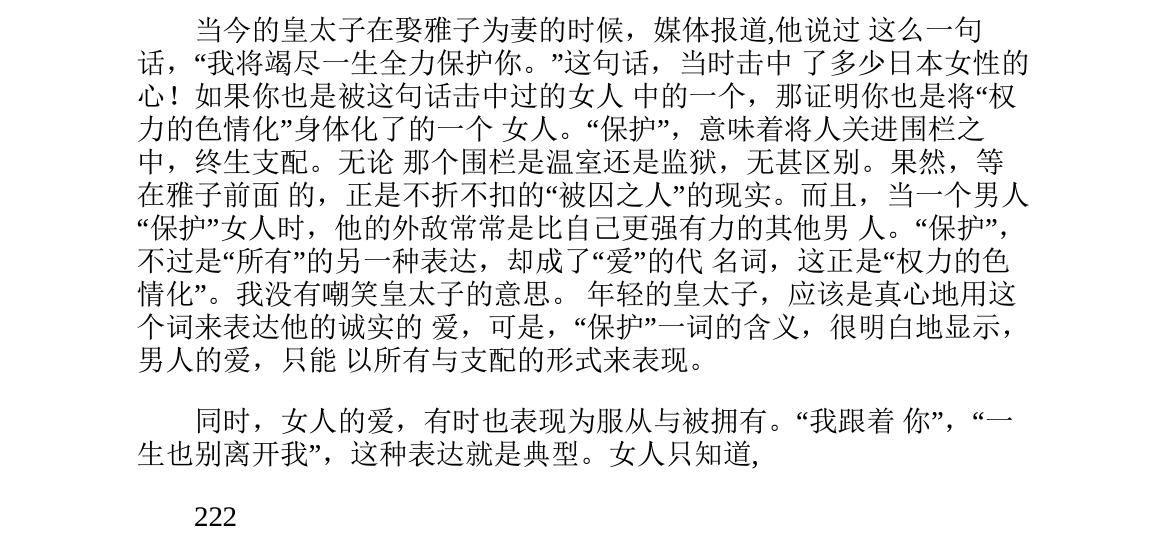 当今的皇太子在娶雅子为妻的时候，媒体报道,他说过 这么一句
话，“我将竭尽一生全力保护你。”这句话，当时击中 了多少日本女性的
心！如果你也是被这句话击中过的女人 中的一个，那证明你也是将“权
力的色情化”身体化了的一个 女人。“保护”，意味着将人关进围栏之
中，终生支配。无论 那个围栏是温室还是监狱，无甚区别。果然，等
在雅子前面 的，正是不折不扣的“被囚之人”的现实。而且，当一个男人
“保护”女人时，他的外敌常常是比自己更强有力的其他男 人。“保护”，
不过是“所有”的另一种表达，却成了“爱”的代 名词，这正是“权力的色
情化”。我没有嘲笑皇太子的意思。 年轻的皇太子，应该是真心地用这
个词来表达他的诚实的 爱，可是，“保护”一词的含义，很明白地显示，
男人的爱，只能 以所有与支配的形式来表现。
同时，女人的爱，有时也表现为服从与被拥有。“我跟着 你”，“一
生也别离开我”，这种表达就是典型。女人只知道,
222